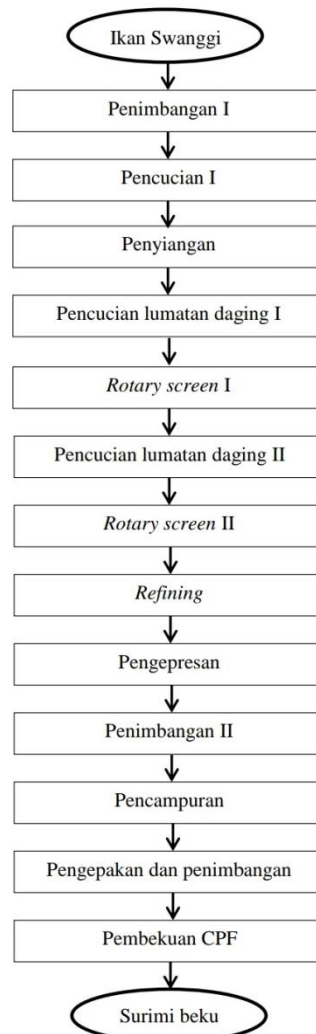 Ikan Swanggi
Penimbangan I
Pencucian I
Penyiangan
Pencucian lumatan daging I
Rotary screen I
Pencucian lumatan daging II
Rotary screen II
Refining
Pengepresan
Penimbangan II
Pencampuran
Pengepakan dan penimbangan
Pembekuan CPF
Surimi beku